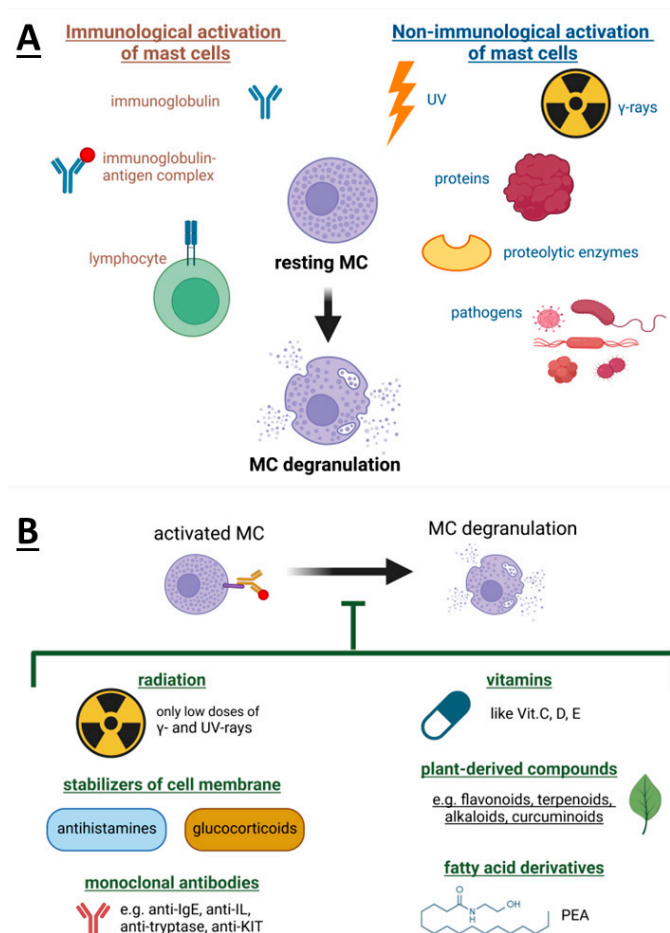 A
Immunological activation
of mast cells
Non-immunological activation
of mast cells
immunoglobulin
UV
γ-rays
immunoglobulin-
antigen complex
proteins
lymphocyte
resting MC
proteolytic enzymes
pathogens
MC degranulation
B
activated MC
MC degranulation
radiation
only low doses of
γ- and UV-rays
vitamins
like Vit.C, D, E
stabilizers of cell membrane
antihistamines
glucocorticoids
plant-derived compounds
e.g. flavonoids, terpenoids,
alkaloids, curcuminoids
monoclonal antibodies
e.g. anti-IgE, anti-IL,
anti-tryptase, anti-KIT
fatty acid derivatives
O
N
H
OH
PEA